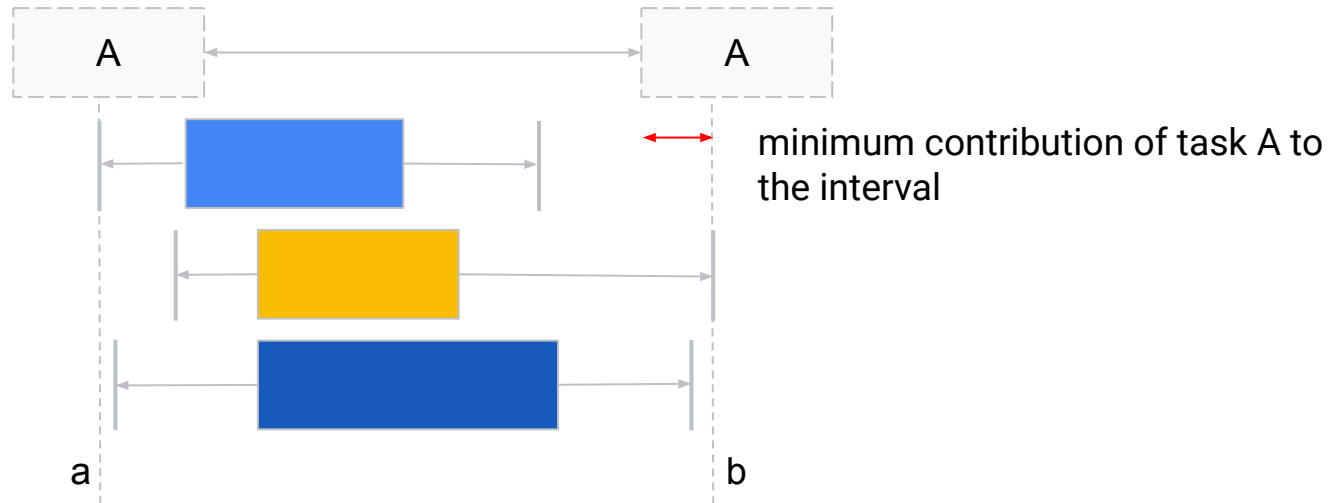 A
A
minimum contribution of task A to
the interval
a
b